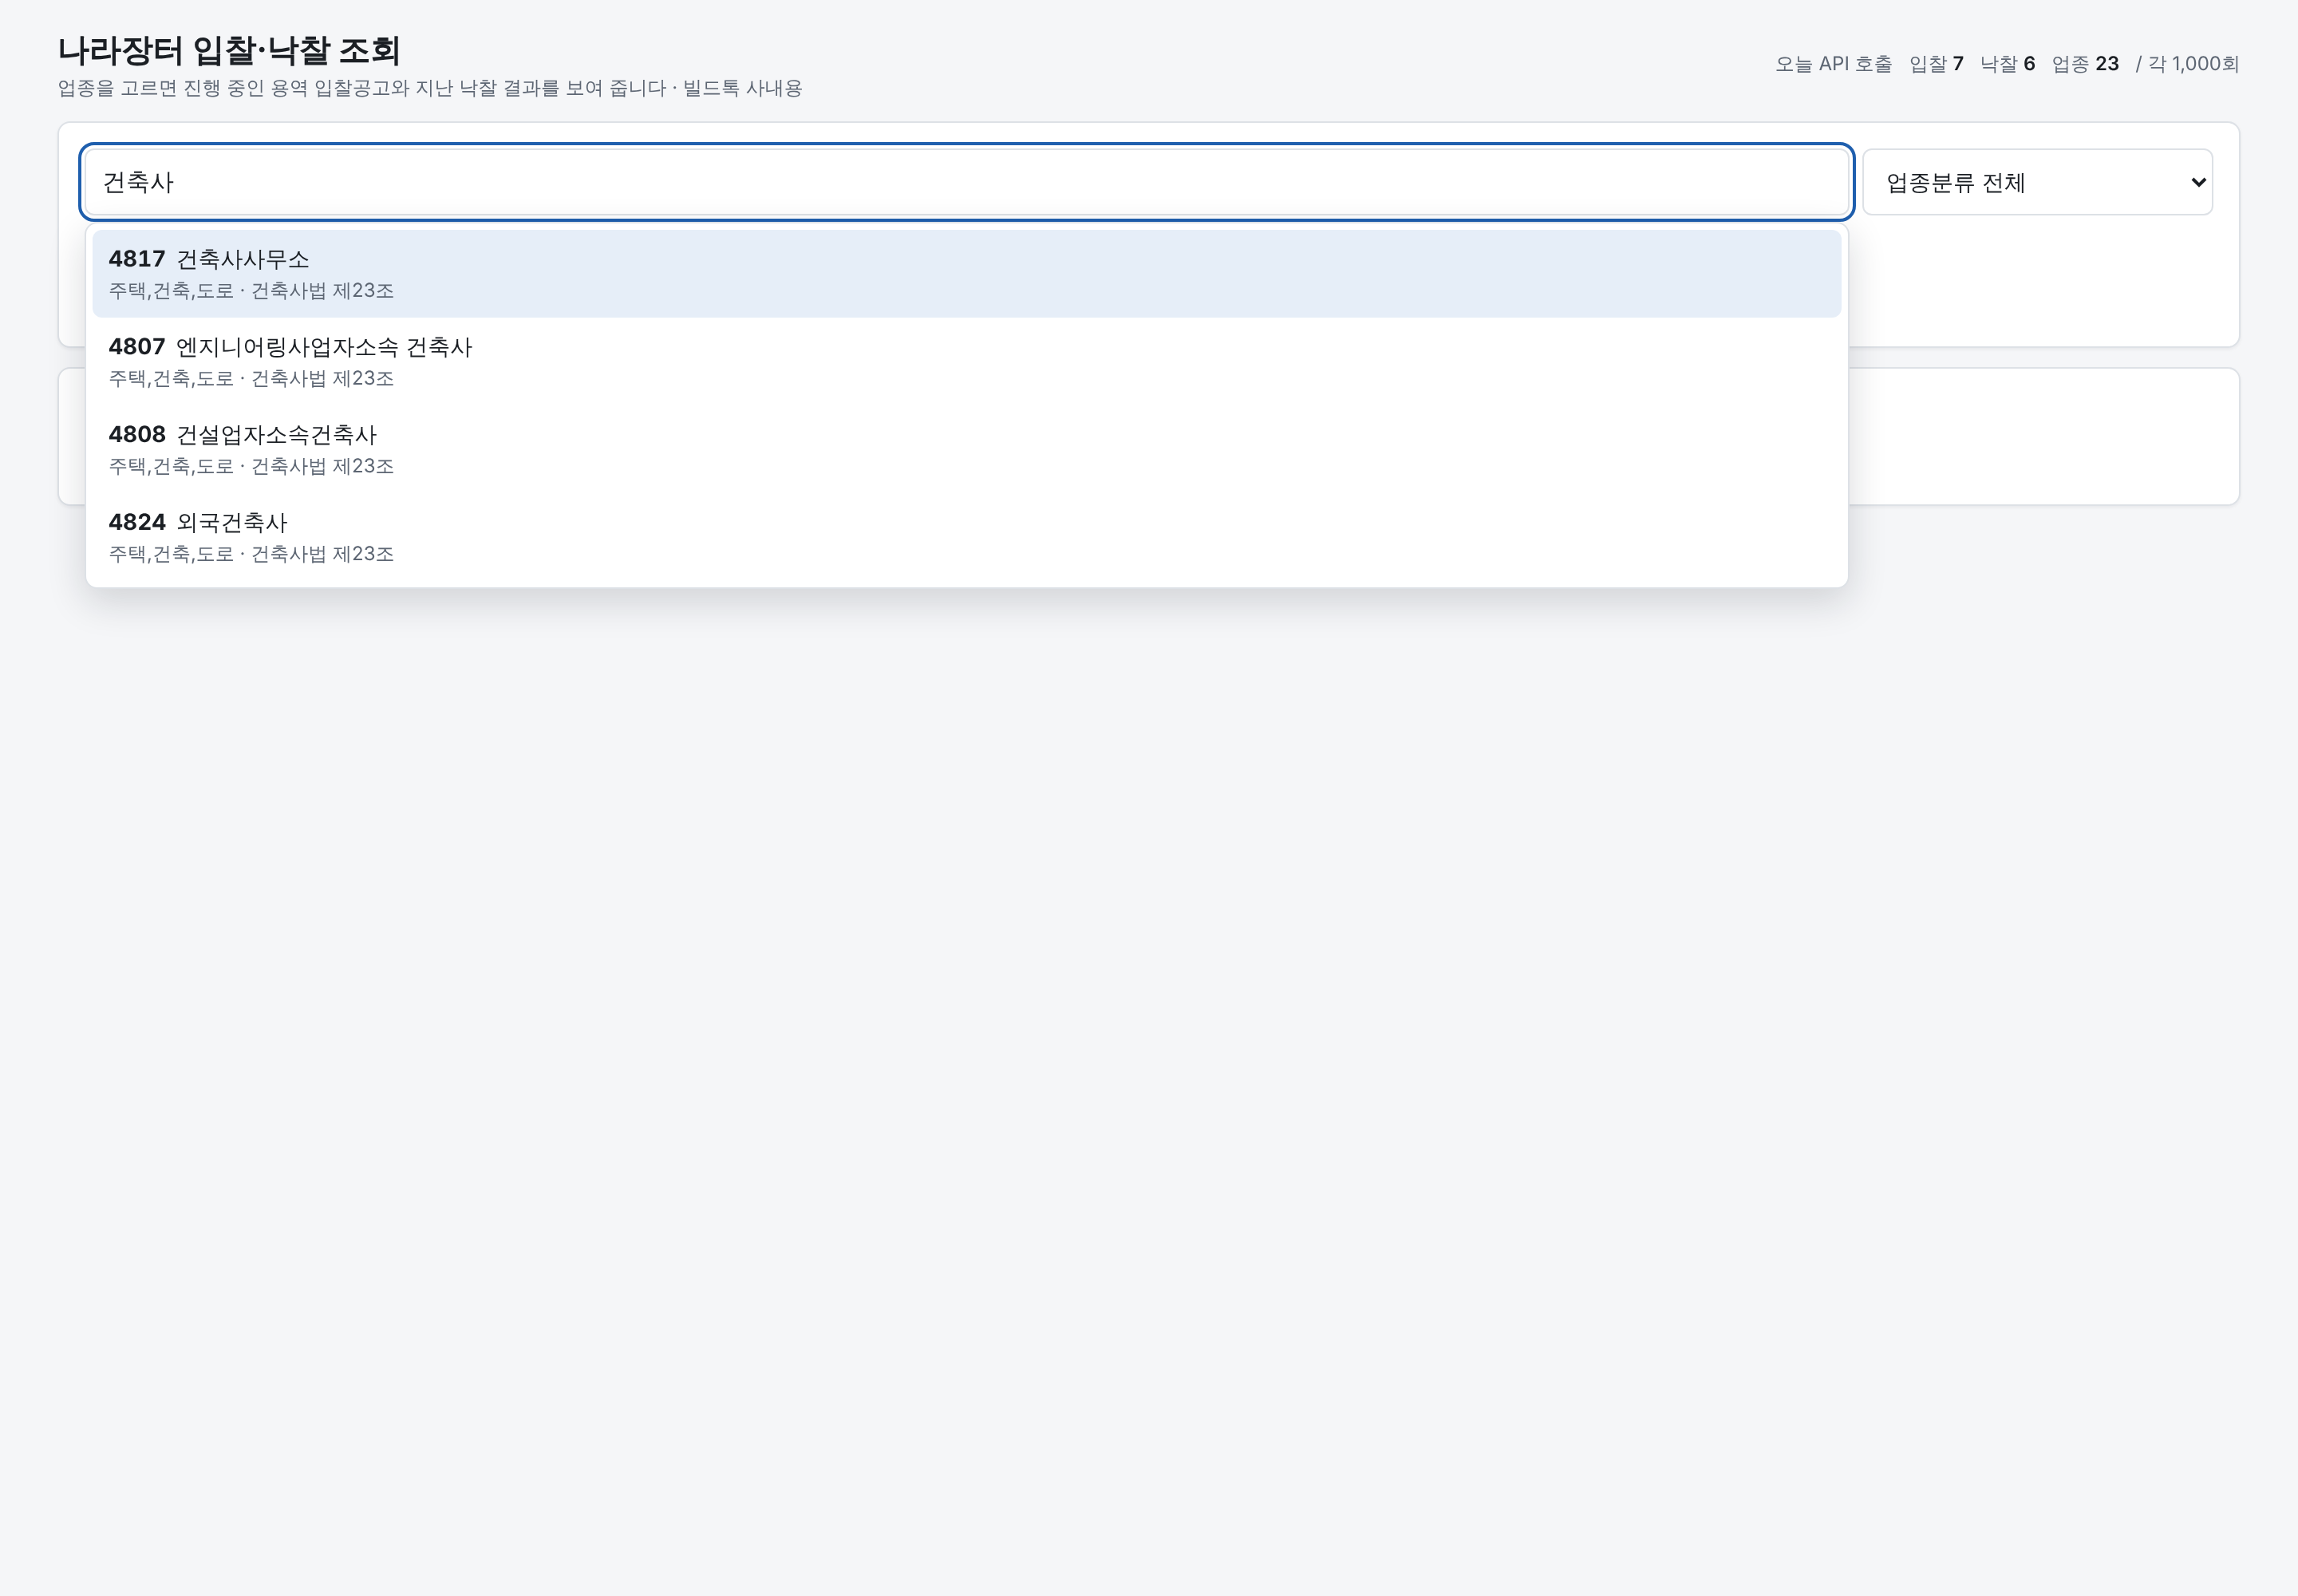 나라장터 입찰·낙찰 조회
업종을 고르면 진행 중인 용역 입찰공고와 지난 낙찰 결과를 보여 줍니다 · 빌드톡 사내용
오늘 API 호출 입찰 7 낙찰 6 업종 23 / 각 1,000회
건축사
업종분류 전체
4817 건축사사무소
주택,건축,도로 · 건축사법 제23조
4807 엔지니어링사업자소속 건축사
주택,건축,도로 · 건축사법 제23조
4808 건설업자소속건축사
주택,건축,도로 · 건축사법 제23조
4824 외국건축사
주택,건축,도로 · 건축사법 제23조